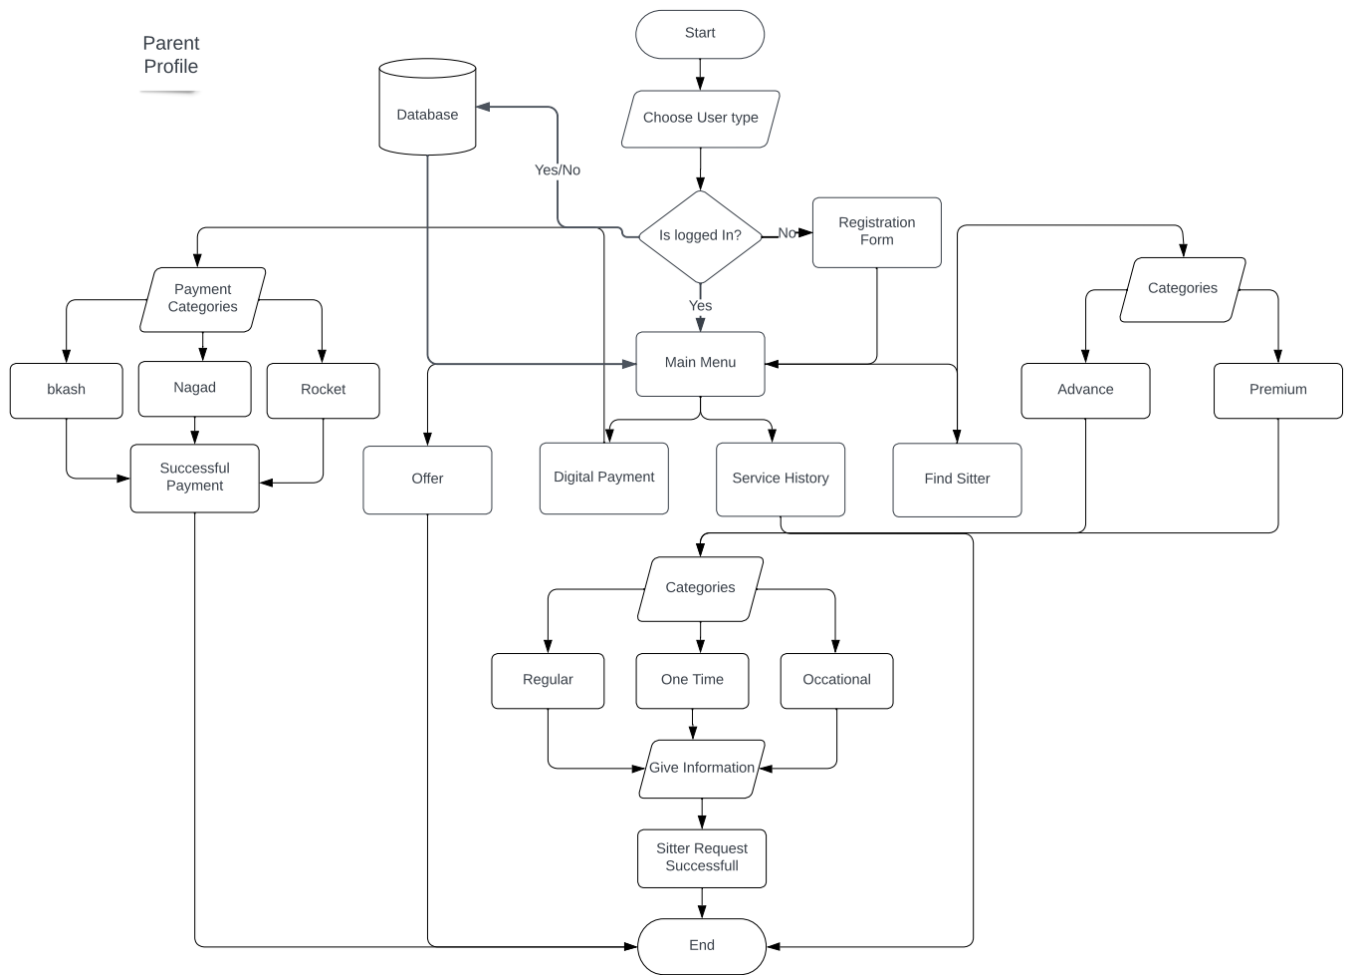 Parent
Profile
Start
Choose User type
Database
Yes/No
Is logged In?
No
Registration
Form
Yes
Main Menu
Payment
Categories
bkash
Nagad
Rocket
Successful
Payment
Categories
Advance
Premium
Offer
Digital Payment
Service History
Find Sitter
Categories
Regular
One Time
Occational
Give Information
Sitter Request
Successfull
End